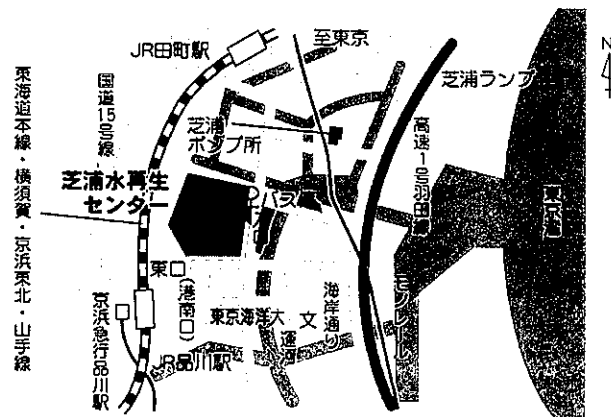 N
JR田町駅
至東京
芝浦ランプ
東海道本線・横須賀・京浜東北・山手線
国道15号線
芝浦
ポンプ所
高速1号羽田線
芝浦水再生
センター
バス
東京湾
東口
(港南口)
海岸通り
モノレール
京浜急行品川駅
東京海洋大
文
運河
JR品川駅